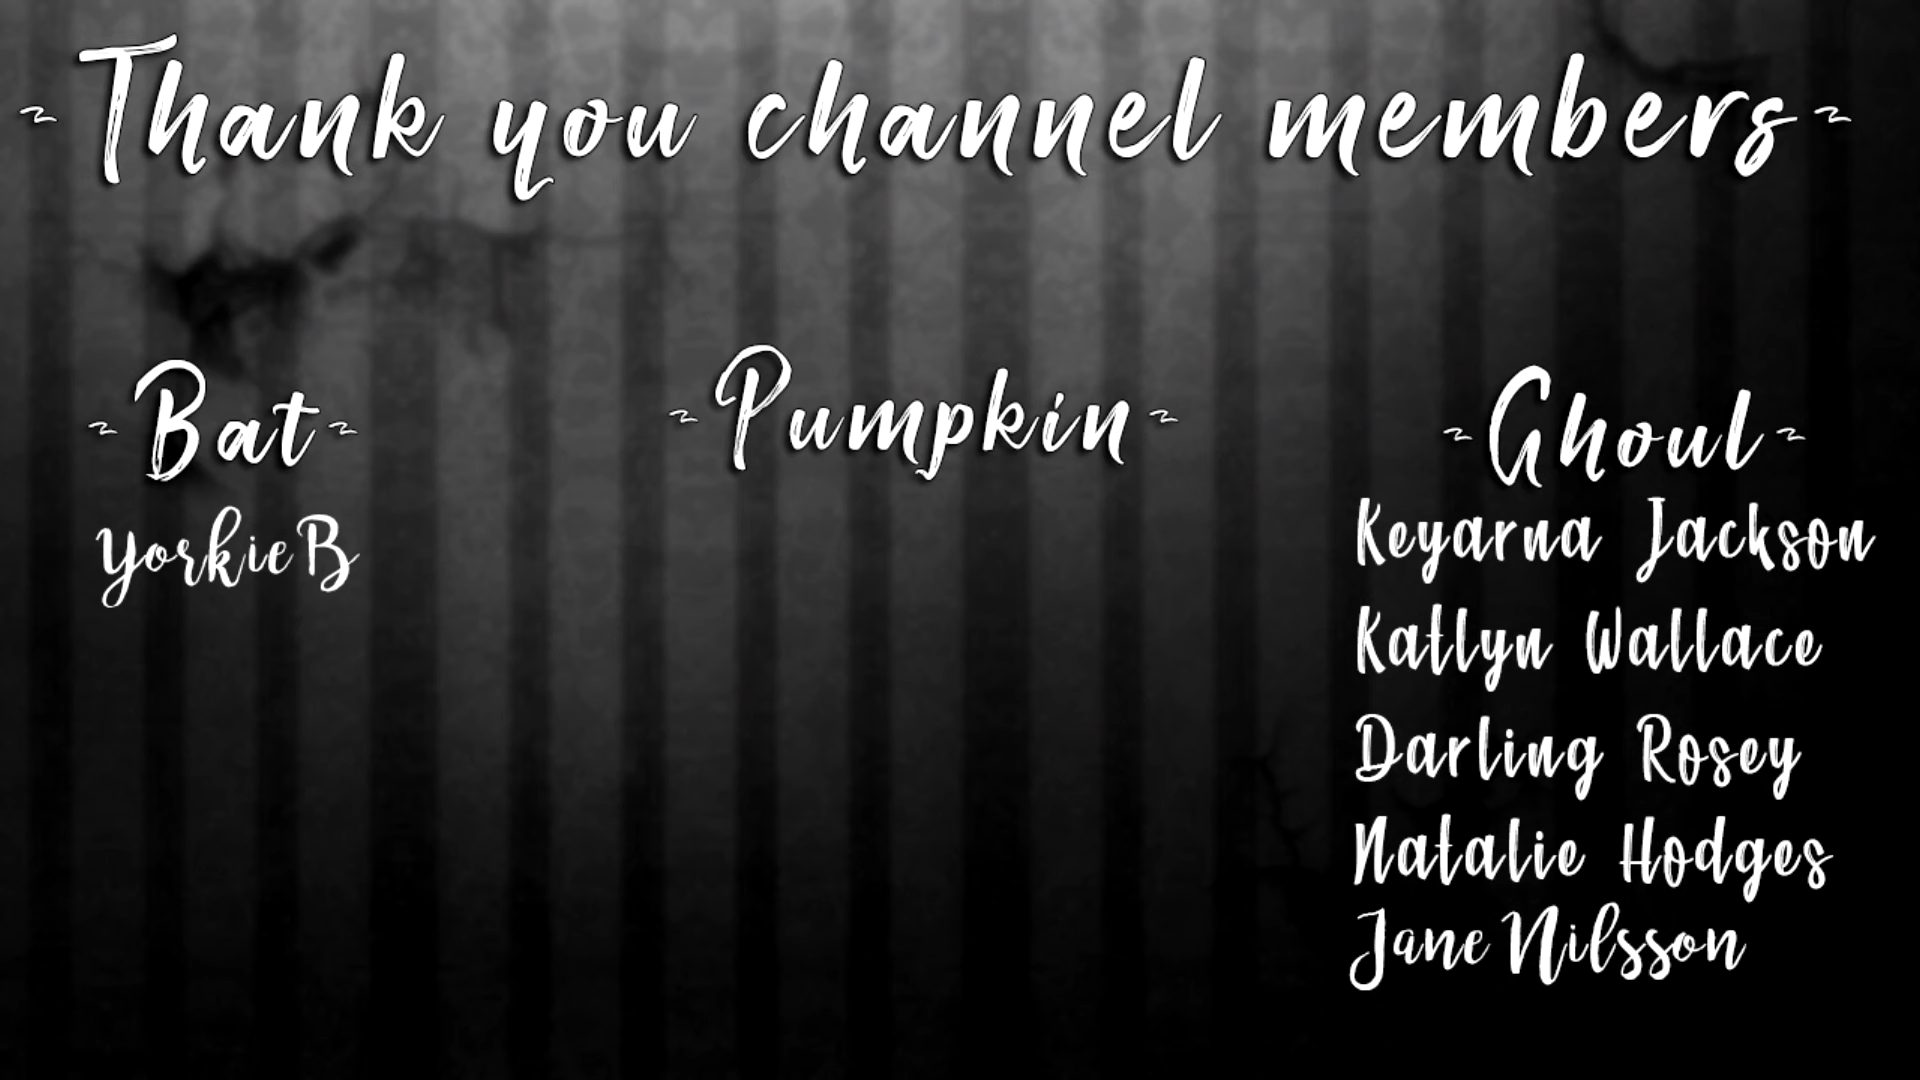 ~Thank you channel members~
~Bat~
YorkieB
~Pumpkin~
~Ghoul~
Keyarna Jackson
Katlyn Wallace
Darling Rosey
Natalie Hodges
Jane Nilsson